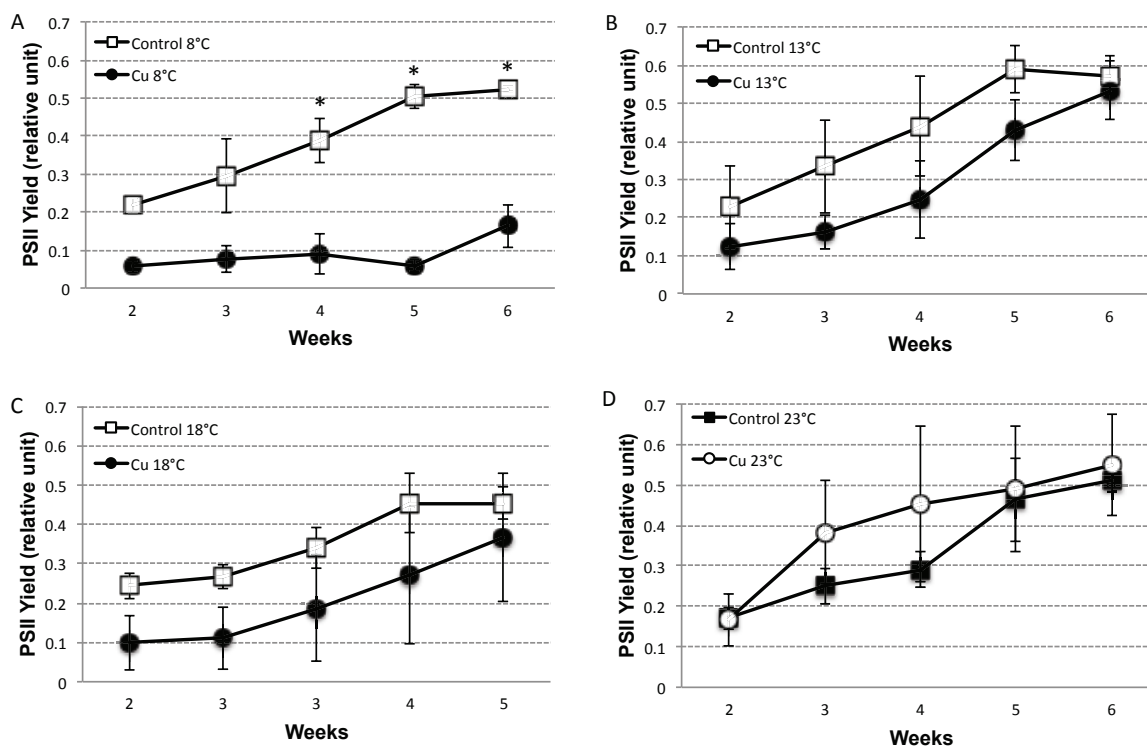 A
PSII Yield (relative unit)
0.7
0.6
0.5
0.4
0.3
0.2
0.1
0
Control 8°C
Cu 8°C
*
*
*
2 3 4 5 6
Weeks
B
PSII Yield (relative unit)
0.7
0.6
0.5
0.4
0.3
0.2
0.1
0
Control 13°C
Cu 13°C
2 3 4 5 6
Weeks
C
PSII Yield (relative unit)
0.7
0.6
0.5
0.4
0.3
0.2
0.1
0
Control 18°C
Cu 18°C
2 3 3 4 5
Weeks
D
PSII Yield (relative unit)
0.7
0.6
0.5
0.4
0.3
0.2
0.1
0
Control 23°C
Cu 23°C
2 3 4 5 6
Weeks